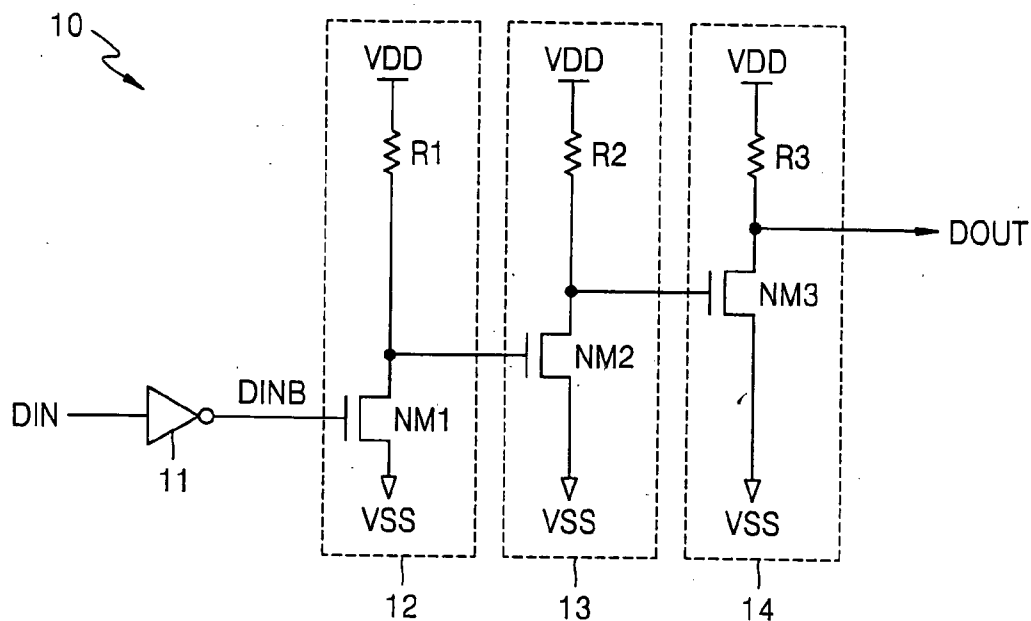 10
VDD
VDD
VDD
R1
R2
R3
DOUT
NM3
NM2
DIN
DINB
NM1
11
VSS
VSS
VSS
12
13
14